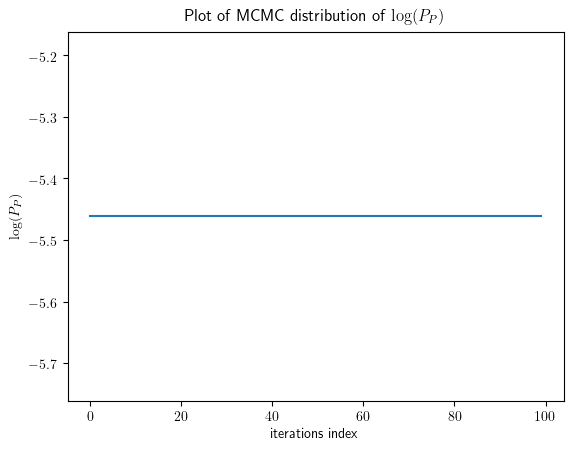 Plot of MCMC distribution of log(P_P)
−5.2
−5.3
−5.4
−5.5
−5.6
−5.7
log(P_P)
0 20 40 60 80 100
iterations index